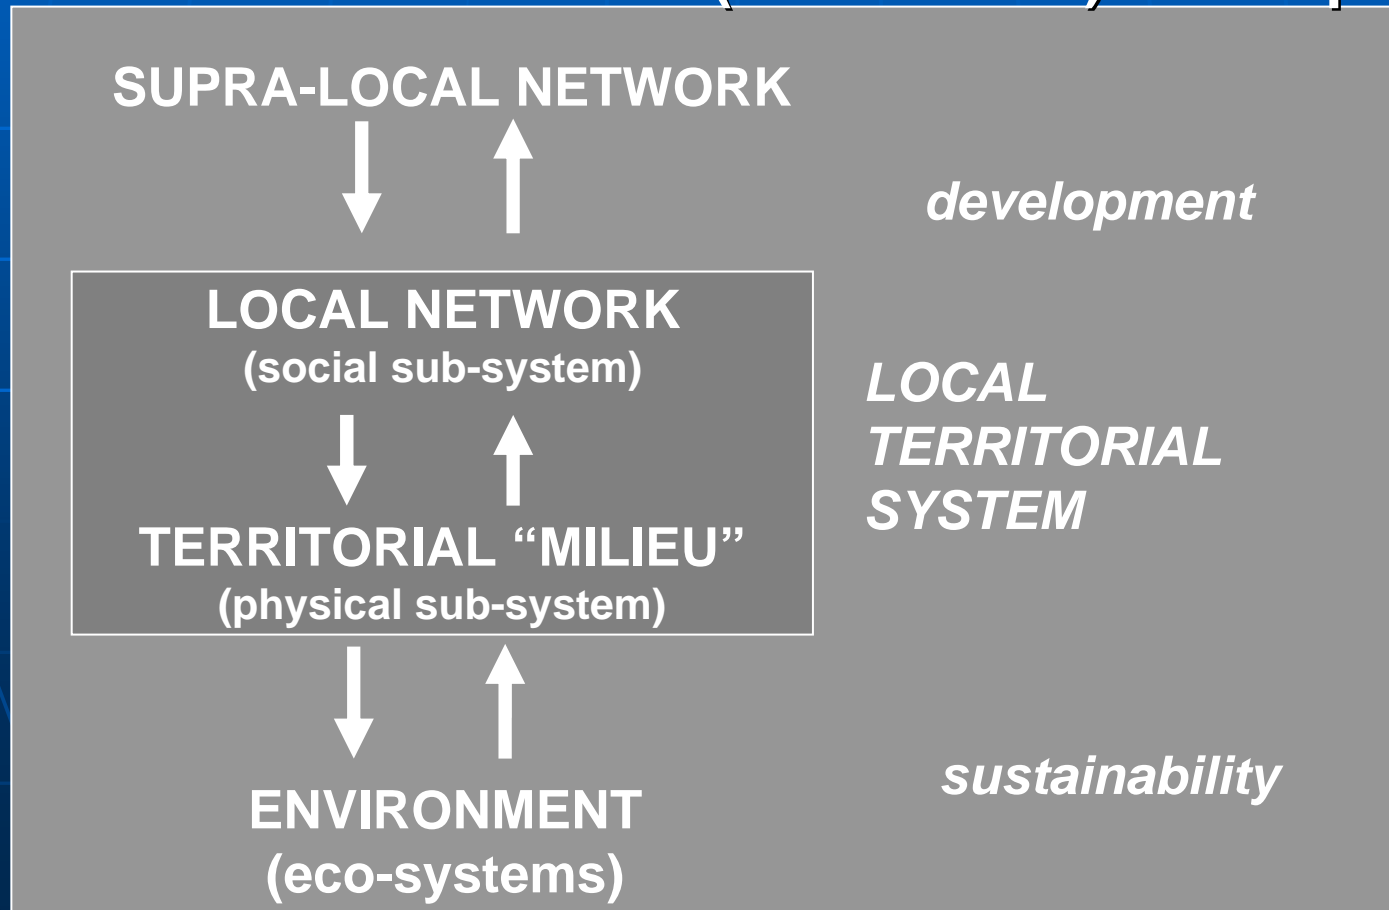 SUPRA-LOCAL NETWORK
development
LOCAL NETWORK
(social sub-system)
LOCAL
TERRITORIAL
SYSTEM
TERRITORIAL “MILIEU”
(physical sub-system)
sustainability
ENVIRONMENT
(eco-systems)